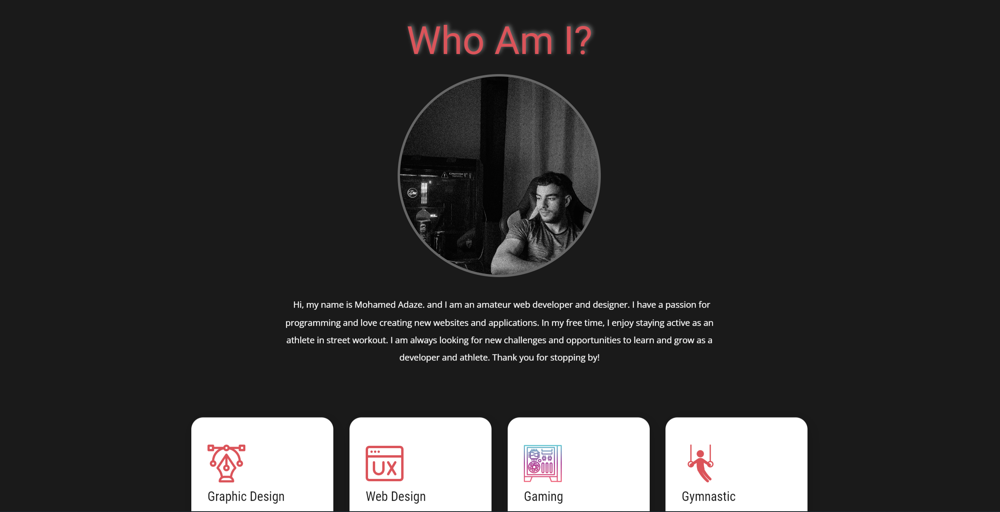 Who Am I?
CAUTION
Hi, my name is Mohamed Adaze. and I am an amateur web developer and designer. I have a passion for
programming and love creating new websites and applications. In my free time, I enjoy staying active as an
athlete in street workout. I am always looking for new challenges and opportunities to learn and grow as a
developer and athlete. Thank you for stopping by!
UX
Graphic Design
Web Design
Gaming
Gymnastic